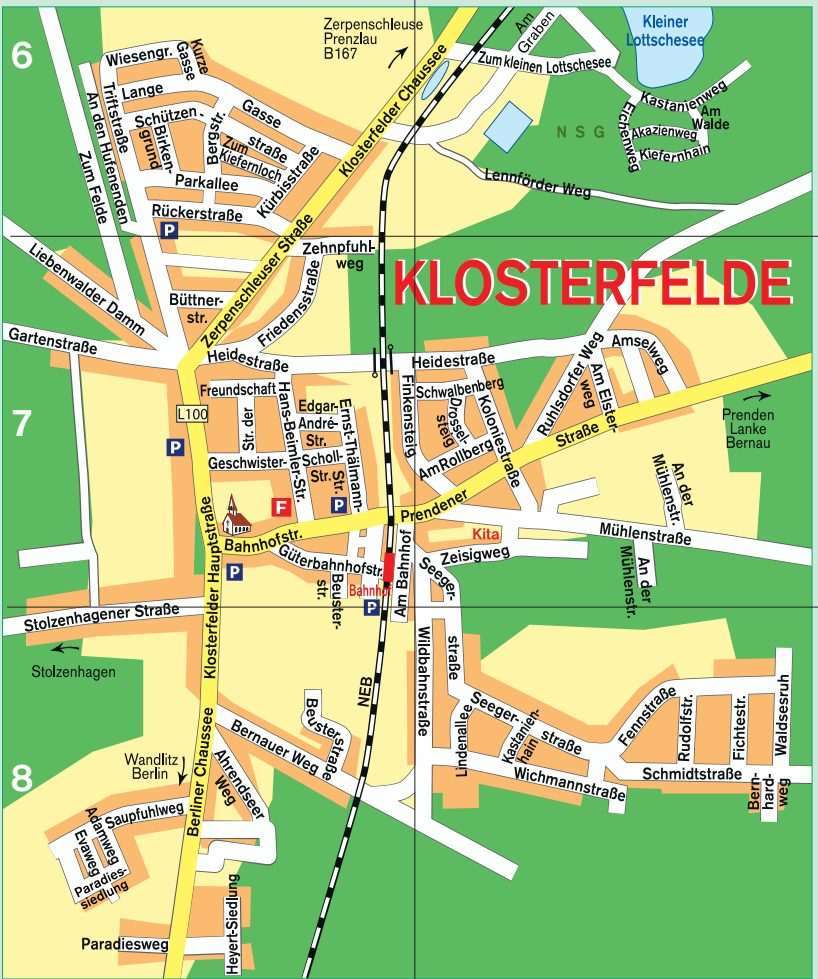 6
Zerpenschleuse
Prenzlau
B167
Am
Graben
Kleiner
Lottschesee
Zum kleinen Lottschesee
Wiesengr.
Kurze
Gasse
Lange
Gasse
Triftstraße
An den Hufenenden
Zum Felde
Schützen-
grund
Birken-
Bergstr.
straße
Zum
Kiefernloch
Parkallee
Kürbisstraße
Rückerstraße
P
Klosterfelder Chaussee
N S G
Kastanienweg
Am
Walde
Eichenweg
Akazienweg
Kiefernhain
Lennförder Weg
KLOSTERFELDE
Zehnpfuhl-
weg
Liebenwalder Damm
Büttner-
str.
Zerpenschleuser Straße
Friedensstraße
Gartenstraße
Heidestraße
Heidestraße
7
L100
P
Freundschaft
Str. der
Hans-Beimler-Str.
Edgar-
André-
Str.
Ernst-Thälmann-
Str.
Geschwister-
Scholl-
Str.
P
F
Finkensteig
Schwalbenberg
Drossel-
steig
Koloniestraße
Am Rollberg
Ruhlsdorfer Weg
Am Elster-
weg
Amselweg
Prendener
Straße
Prenden
Lanke
Bernau
An der
Mühlenstr.
Mühlenstraße
An der
Mühlenstr.
Kita
Zeisigweg
Klosterfelder Hauptstraße
Bahnhofstr.
P
Güterbahnhofstr.
Beuster-
str.
Bahnhof
P
Am Bahnhof
Seeger-
straße
Stolzenhagener Straße
Stolzenhagen
8
NEB
Wildbahnstraße
Lindenallee
Seeger-
straße
Kastanien-
hain
Wichmannstraße
Fennstraße
Rudolfstr.
Fichtestr.
Waldsesruh
Schmidtstraße
Bern-
hard-
weg
Beuster
straße
Bernauer Weg
Wandlitz
Berlin
Berliner Chaussee
Ahrendseer
Weg
Saupfuhlweg
Adamweg
Evaweg
Paradies-
siedlung
Paradiesweg
Heyert-Siedlung